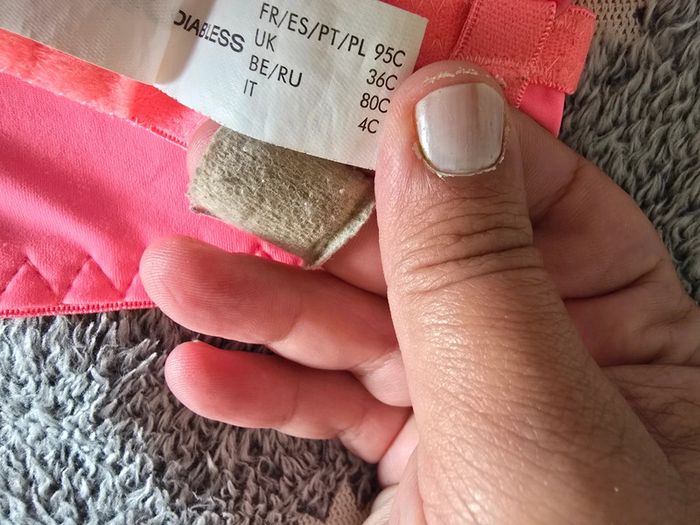 DIABLESS
FR/ES/PT/PL 95C
UK 36C
BE/RU 80C
IT 4C